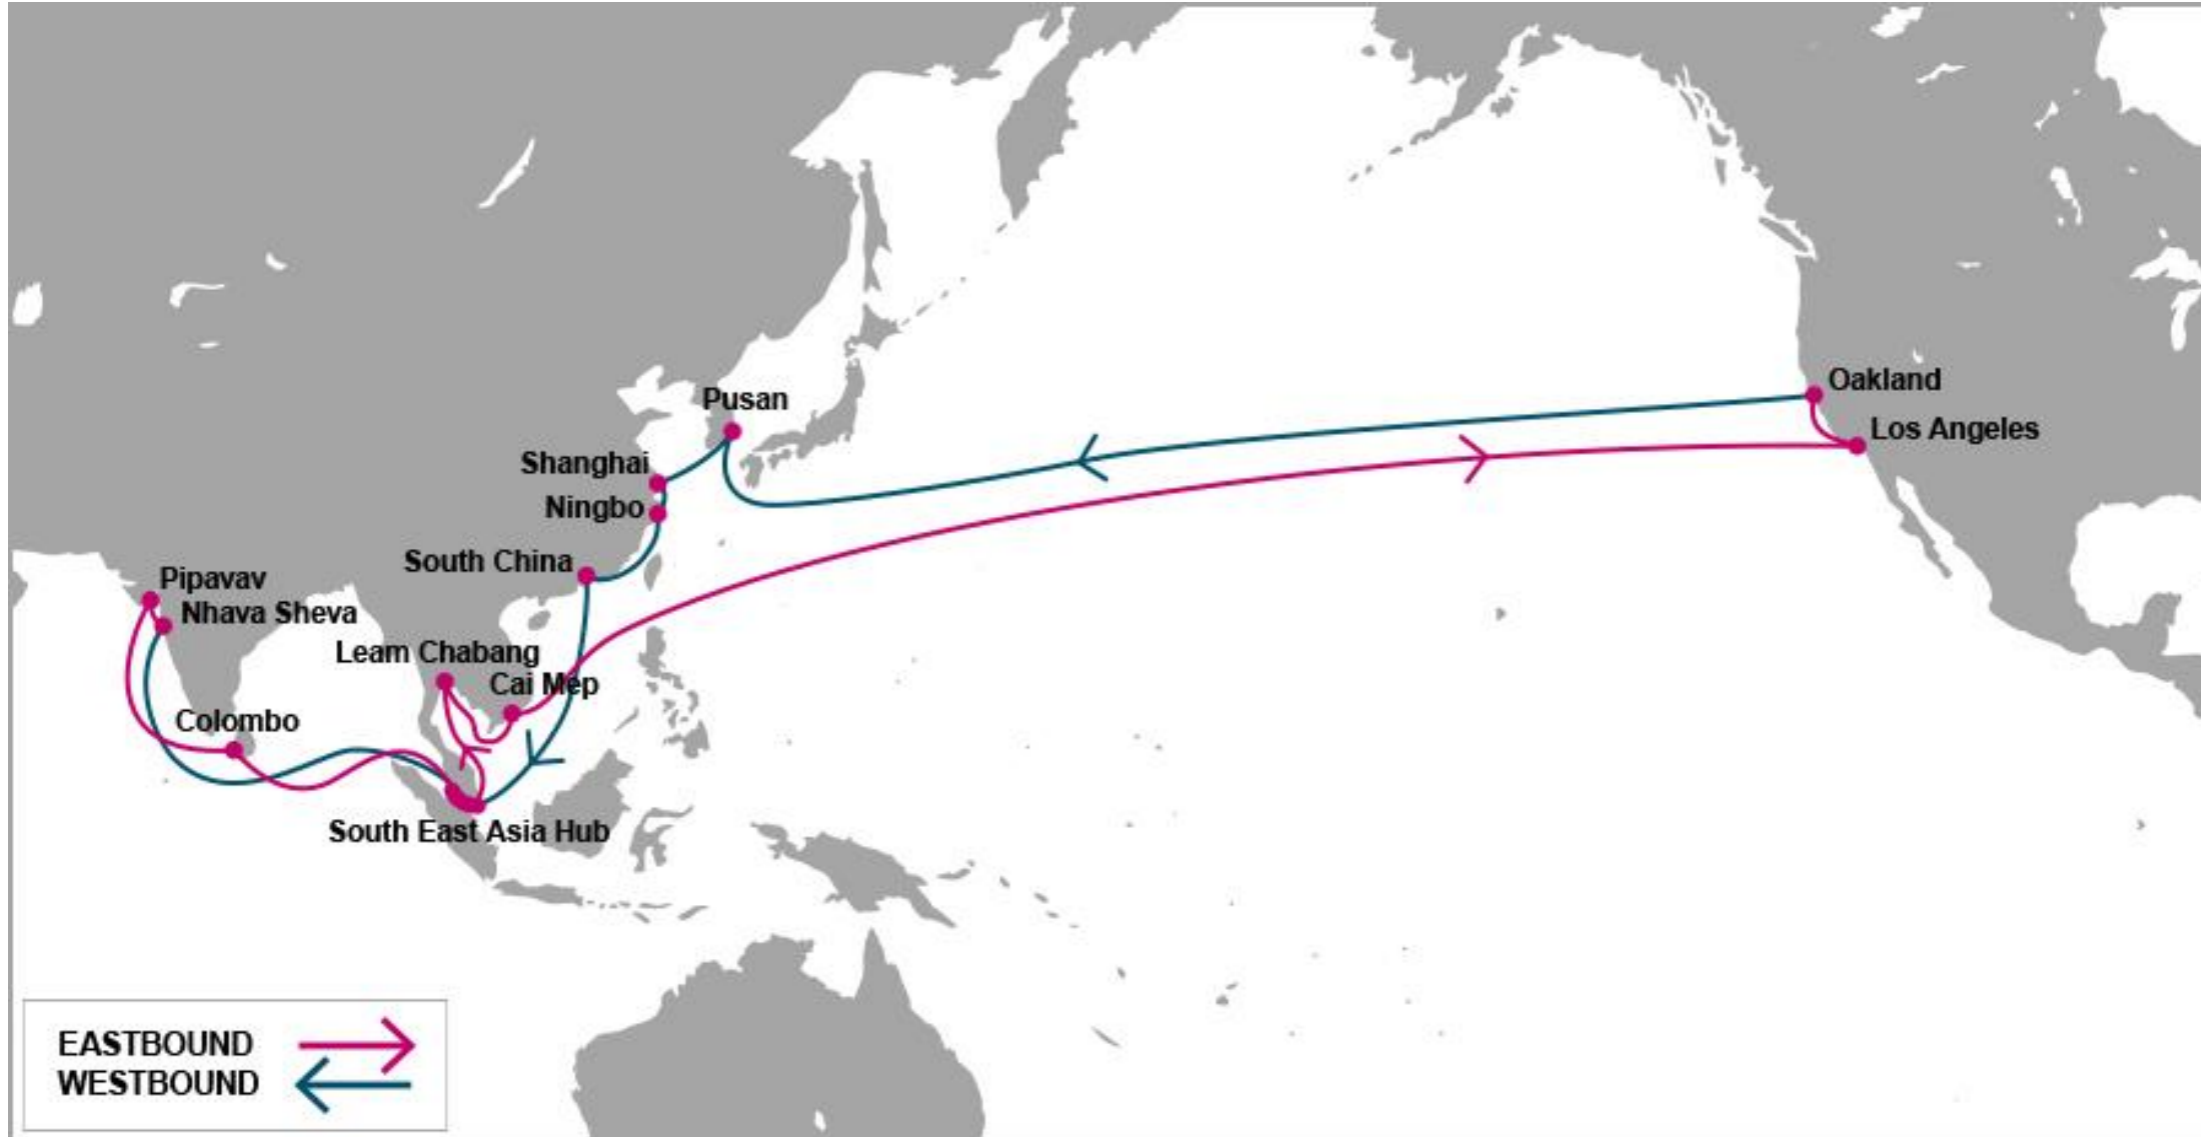 Oakland
Pusan
Los Angeles
Shanghai
Ningbo
South China
Pipavav
Nhava Sheva
Leam Chabang
Cai Mep
Colombo
South East Asia Hub
EASTBOUND
WESTBOUND